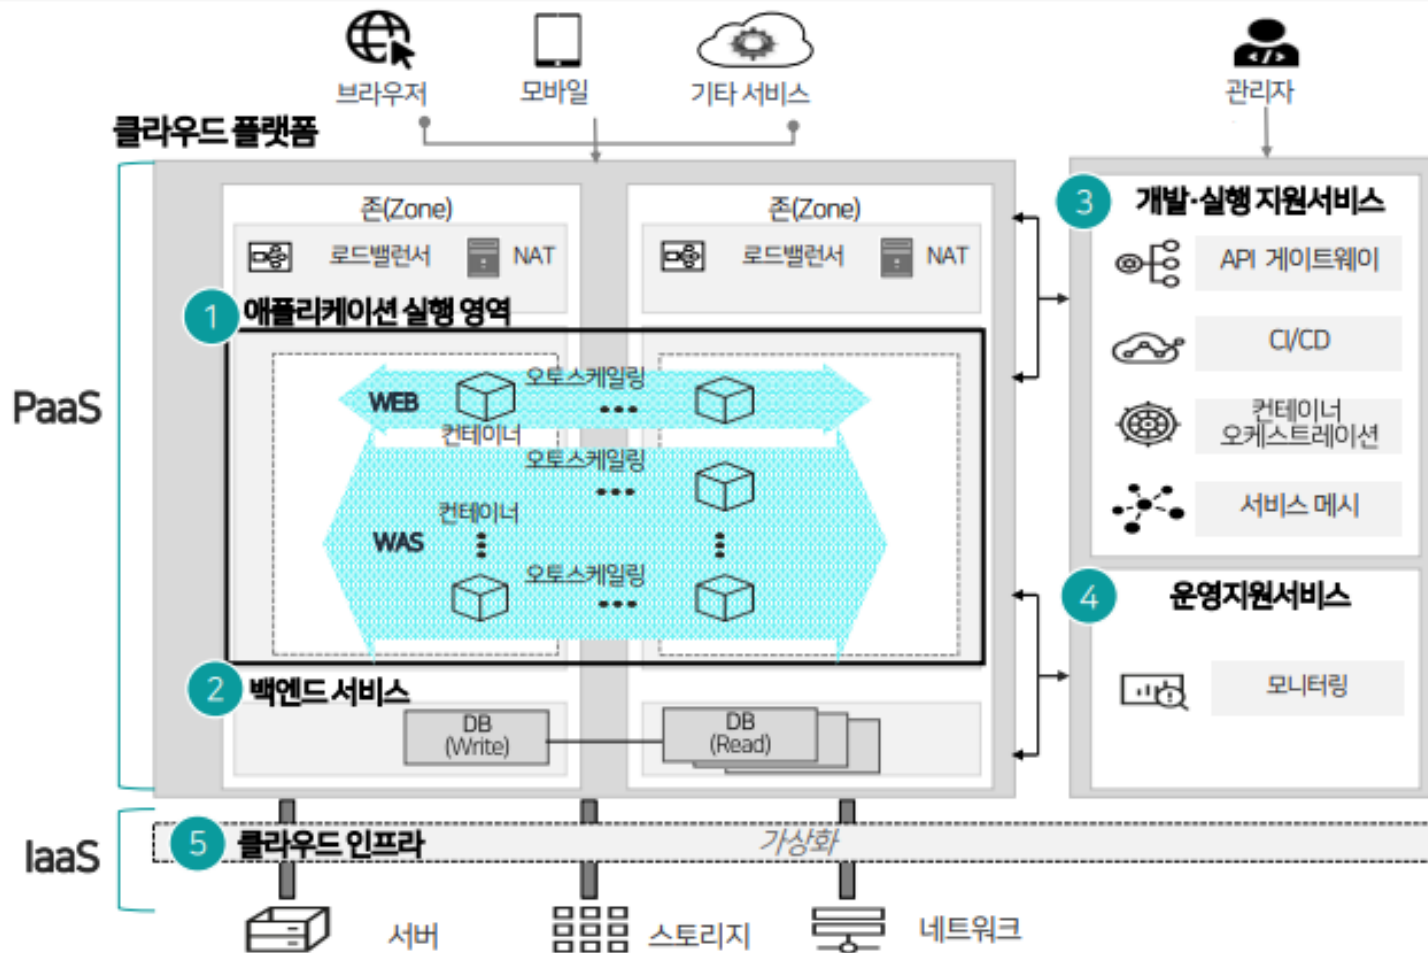 브라우저
모바일
기타 서비스
관리자
클라우드 플랫폼
PaaS
존(Zone)
로드밸런서
NAT
존(Zone)
로드밸런서
NAT
1 애플리케이션 실행 영역
WEB
오토스케일링
컨테이너
오토스케일링
컨테이너
WAS
오토스케일링
2 백엔드 서비스
DB
(Write)
DB
(Read)
3 개발·실행 지원서비스
API 게이트웨이
CI/CD
컨테이너
오케스트레이션
서비스 메시
4 운영지원서비스
모니터링
IaaS
5 클라우드 인프라
가상화
서버
스토리지
네트워크